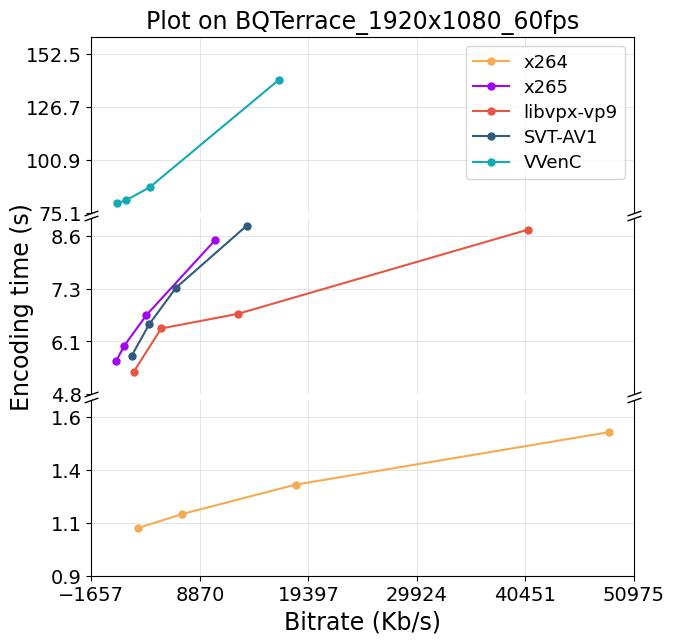 Plot on BQTerrace_1920x1080_60fps
152.5
126.7
100.9
75.1
x264
x265
libvpx-vp9
SVT-AV1
VVenC
8.6
7.3
6.1
4.8
1.6
1.4
1.1
0.9
Encoding time (s)
−1657 8870 19397 29924 40451 50975
Bitrate (Kb/s)